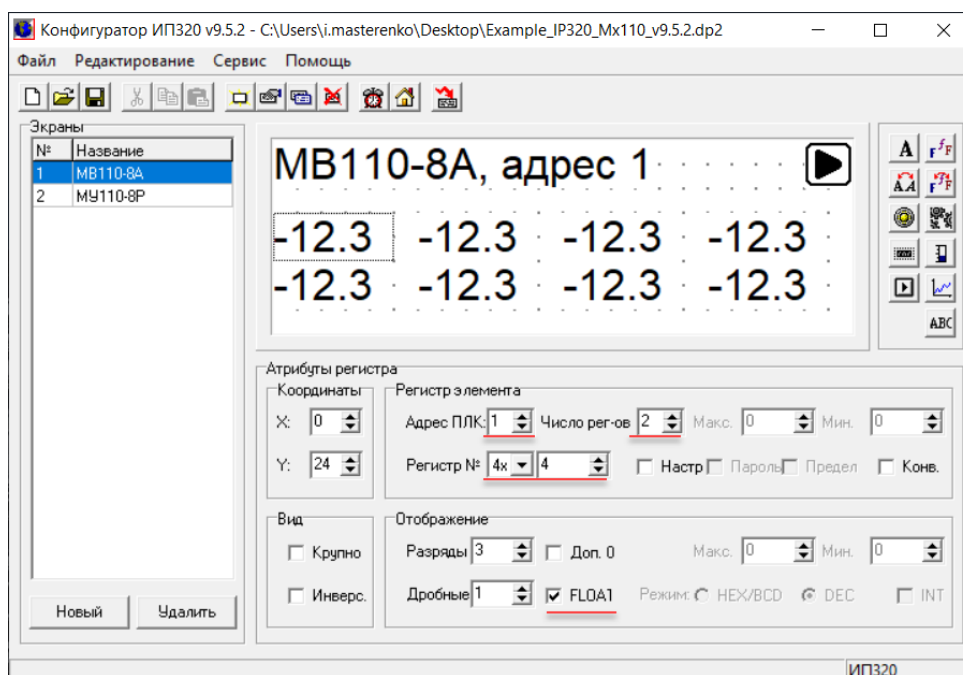 Конфигуратор ИП320 v9.5.2 - C:\Users\i.masterenko\Desktop\Example_IP320_Mx110_v9.5.2.dp2
Файл Редактирование Сервис Помощь
Экраны
№ Название
1 МВ110-8А
2 МУ110-8Р
Новый Удалить
МВ110-8А, адрес 1
-12.3 -12.3 -12.3 -12.3
-12.3 -12.3 -12.3 -12.3
A fFF
AA fFF
ABC
Атрибуты регистра
Координаты
X: 0
Y: 24
Регистр элемента
Адрес ПЛК: 1 Число рег-ов 2 Макс. 0 Мин. 0
Регистр № 4x 4 Настр Пароль Предел Конв.
Вид
Крупно
Инверс.
Отображение
Разряды 3 Доп. 0 Макс. 0 Мин. 0
Дробные 1 FLOAT Режим: HEX/BCD DEC INT
ИП320